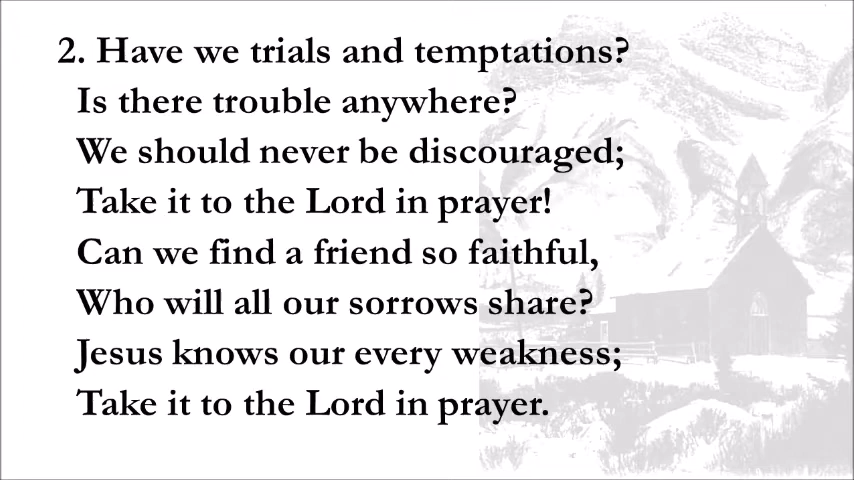 2. Have we trials and temptations?
Is there trouble anywhere?
We should never be discouraged;
Take it to the Lord in prayer!
Can we find a friend so faithful,
Who will all our sorrows share?
Jesus knows our every weakness;
Take it to the Lord in prayer.